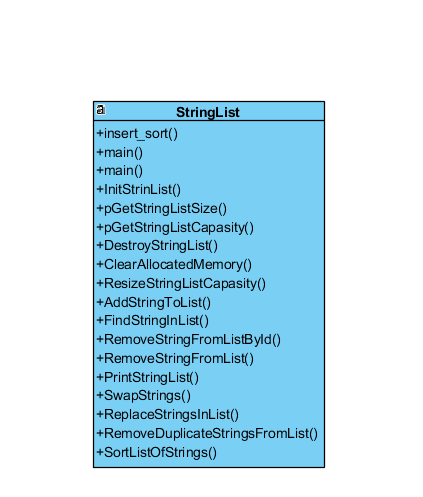 a
StringList
+insert_sort()
+main()
+main()
+InitStrinList()
+pGetStringListSize()
+pGetStringListCapasity()
+DestroyStringList()
+ClearAllocatedMemory()
+ResizeStringListCapasity()
+AddStringToList()
+FindStringInList()
+RemoveStringFromListById()
+RemoveStringFromList()
+PrintStringList()
+SwapStrings()
+ReplaceStringsInList()
+RemoveDuplicateStringsFromList()
+SortListOfStrings()